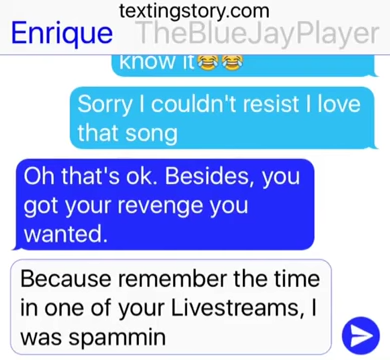 textingstory.com
Enrique TheBlueJayPlayer
know it😂😂
Sorry I couldn't resist I love
that song
Oh that's ok. Besides, you
got your revenge you
wanted.
Because remember the time
in one of your Livestreams, I
was spammin